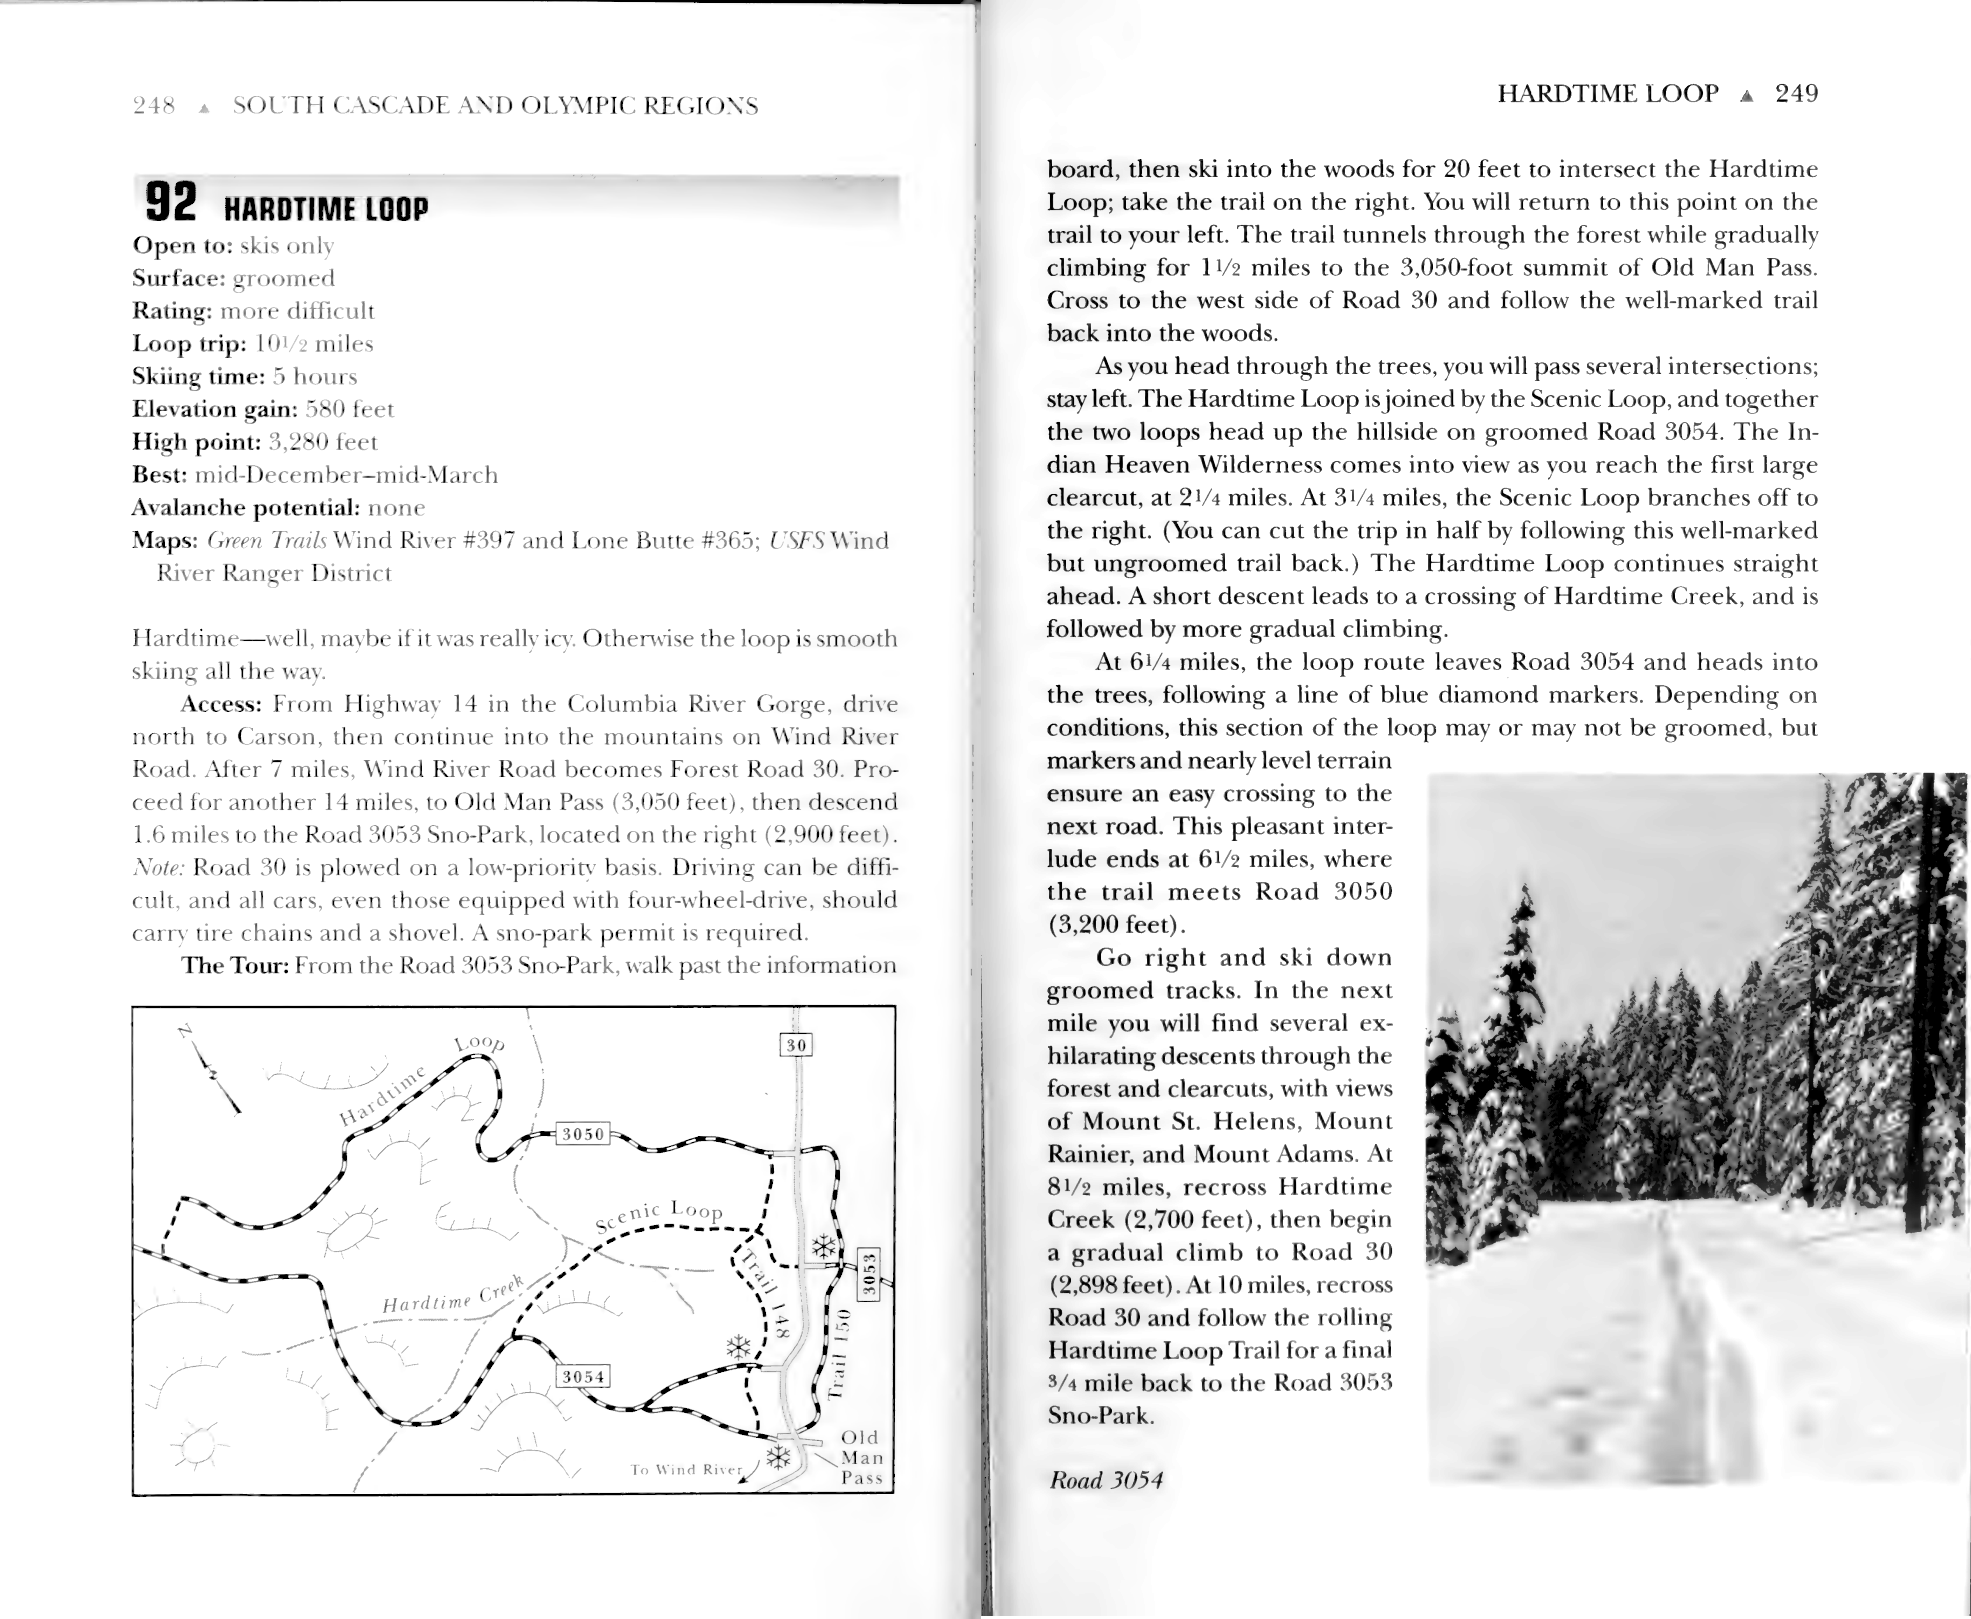 248 ▲ SOUTH CASCADE AND OLYMPIC REGIONS
92 HARDTIME LOOP
Open to: skis only
Surface: groomed
Rating: more difficult
Loop trip: 10 1/2 miles
Skiing time: 5 hours
Elevation gain: 580 feet
High point: 3,280 feet
Best: mid-December–mid-March
Avalanche potential: none
Maps: Green Trails Wind River #397 and Lone Butte #365; USFS Wind
River Ranger District
Hardtime—well, maybe if it was really icy. Otherwise the loop is smooth
skiing all the way.
Access: From Highway 14 in the Columbia River Gorge, drive
north to Carson, then continue into the mountains on Wind River
Road. After 7 miles, Wind River Road becomes Forest Road 30. Pro-
ceed for another 14 miles, to Old Man Pass (3,050 feet), then descend
1.6 miles to the Road 3053 Sno-Park, located on the right (2,900 feet).
Note: Road 30 is plowed on a low-priority basis. Driving can be diffi-
cult, and all cars, even those equipped with four-wheel-drive, should
carry tire chains and a shovel. A sno-park permit is required.
The Tour: From the Road 3053 Sno-Park, walk past the information
N
Hardtime Loop
30
3050
Scenic Loop
Trail 148
3053
Hardtime Creek
Trail 150
3054
Old
Man
Pass
To Wind River
HARDTIME LOOP ▲ 249
board, then ski into the woods for 20 feet to intersect the Hardtime
Loop; take the trail on the right. You will return to this point on the
trail to your left. The trail tunnels through the forest while gradually
climbing for 1 1/2 miles to the 3,050-foot summit of Old Man Pass.
Cross to the west side of Road 30 and follow the well-marked trail
back into the woods.
As you head through the trees, you will pass several intersections;
stay left. The Hardtime Loop is joined by the Scenic Loop, and together
the two loops head up the hillside on groomed Road 3054. The In-
dian Heaven Wilderness comes into view as you reach the first large
clearcut, at 2 1/4 miles. At 3 1/4 miles, the Scenic Loop branches off to
the right. (You can cut the trip in half by following this well-marked
but ungroomed trail back.) The Hardtime Loop continues straight
ahead. A short descent leads to a crossing of Hardtime Creek, and is
followed by more gradual climbing.
At 6 1/4 miles, the loop route leaves Road 3054 and heads into
the trees, following a line of blue diamond markers. Depending on
conditions, this section of the loop may or may not be groomed, but
markers and nearly level terrain
ensure an easy crossing to the
next road. This pleasant inter-
lude ends at 6 1/2 miles, where
the trail meets Road 3050
(3,200 feet).
Go right and ski down
groomed tracks. In the next
mile you will find several ex-
hilarating descents through the
forest and clearcuts, with views
of Mount St. Helens, Mount
Rainier, and Mount Adams. At
8 1/2 miles, recross Hardtime
Creek (2,700 feet), then begin
a gradual climb to Road 30
(2,898 feet). At 10 miles, recross
Road 30 and follow the rolling
Hardtime Loop Trail for a final
3/4 mile back to the Road 3053
Sno-Park.
Road 3054